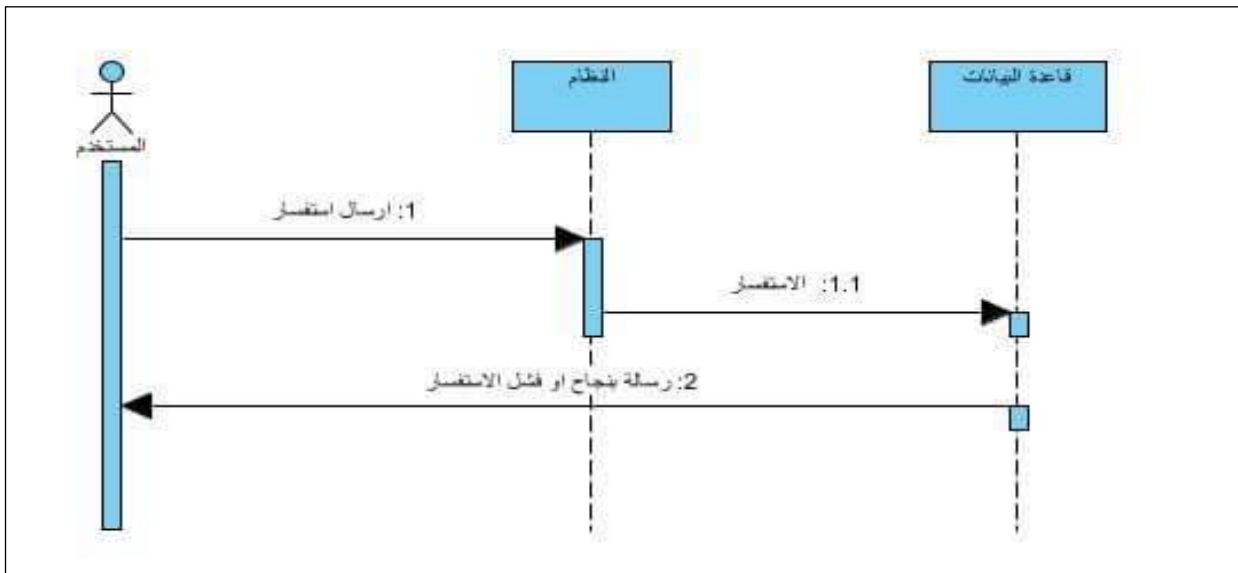 المستخدم
النظام
قاعدة البيانات
1: ارسال استفسار
1.1: الاستفسار
2: رسالة بنجاح او فشل الاستفسار